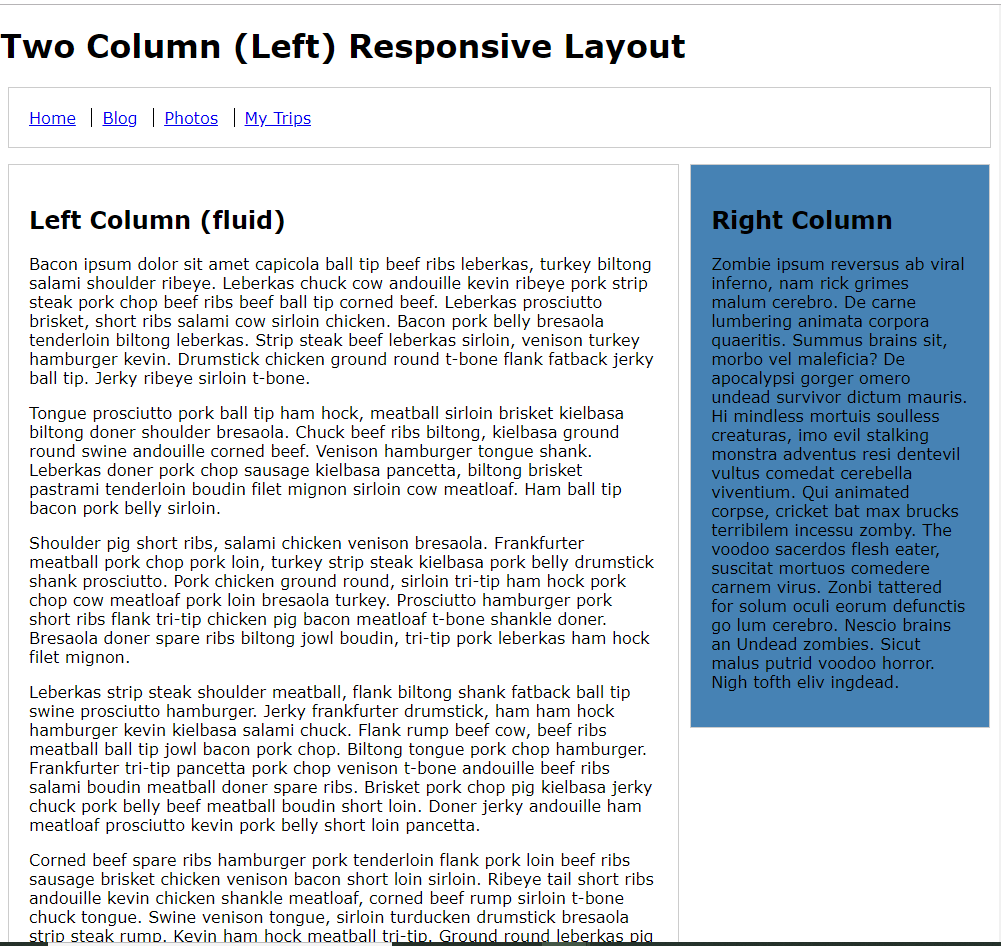 Two Column (Left) Responsive Layout
Home Blog Photos My Trips
Left Column (fluid)
Bacon ipsum dolor sit amet capicola ball tip beef ribs leberkas, turkey biltong
salami shoulder ribeye. Leberkas chuck cow andouille kevin ribeye pork strip
steak pork chop beef ribs beef ball tip corned beef. Leberkas prosciutto
brisket, short ribs salami cow sirloin chicken. Bacon pork belly bresaola
tenderloin biltong leberkas. Strip steak beef leberkas sirloin, venison turkey
hamburger kevin. Drumstick chicken ground round t-bone flank fatback jerky
ball tip. Jerky ribeye sirloin t-bone.
Tongue prosciutto pork ball tip ham hock, meatball sirloin brisket kielbasa
biltong doner shoulder bresaola. Chuck beef ribs biltong, kielbasa ground
round swine andouille corned beef. Venison hamburger tongue shank.
Leberkas doner pork chop sausage kielbasa pancetta, biltong brisket
pastrami tenderloin boudin filet mignon sirloin cow meatloaf. Ham ball tip
bacon pork belly sirloin.
Shoulder pig short ribs, salami chicken venison bresaola. Frankfurter
meatball pork chop pork loin, turkey strip steak kielbasa pork belly drumstick
shank prosciutto. Pork chicken ground round, sirloin tri-tip ham hock pork
chop cow meatloaf pork loin bresaola turkey. Prosciutto hamburger pork
short ribs flank tri-tip chicken pig bacon meatloaf t-bone shankle doner.
Bresaola doner spare ribs biltong jowl boudin, tri-tip pork leberkas ham hock
filet mignon.
Leberkas strip steak shoulder meatball, flank biltong shank fatback ball tip
swine prosciutto hamburger. Jerky frankfurter drumstick, ham ham hock
hamburger kevin kielbasa salami chuck. Flank rump beef cow, beef ribs
meatball ball tip jowl bacon pork chop. Biltong tongue pork chop hamburger.
Frankfurter tri-tip pancetta pork chop venison t-bone andouille beef ribs
salami boudin meatball doner spare ribs. Brisket pork chop pig kielbasa jerky
chuck pork belly beef meatball boudin short loin. Doner jerky andouille ham
meatloaf prosciutto kevin pork belly short loin pancetta.
Corned beef spare ribs hamburger pork tenderloin flank pork loin beef ribs
sausage brisket chicken venison bacon short loin sirloin. Ribeye tail short ribs
andouille kevin chicken shankle meatloaf, corned beef rump sirloin t-bone
chuck tongue. Swine venison tongue, sirloin turducken drumstick bresaola
strip steak rump. Kevin ham hock meatball tri-tip. Ground round leberkas pig
Right Column
Zombie ipsum reversus ab viral
inferno, nam rick grimes
malum cerebro. De carne
lumbering animata corpora
quaeritis. Summus brains sit,
morbo vel maleficia? De
apocalypsi gorger omero
undead survivor dictum mauris.
Hi mindless mortuis soulless
creaturas, imo evil stalking
monstra adventus resi dentevil
vultus comedat cerebella
viventium. Qui animated
corpse, cricket bat max brucks
terribilem incessu zomby. The
voodoo sacerdos flesh eater,
suscitat mortuos comedere
carnem virus. Zonbi tattered
for solum oculi eorum defunctis
go lum cerebro. Nescio brains
an Undead zombies. Sicut
malus putrid voodoo horror.
Nigh tofth eliv ingdead.